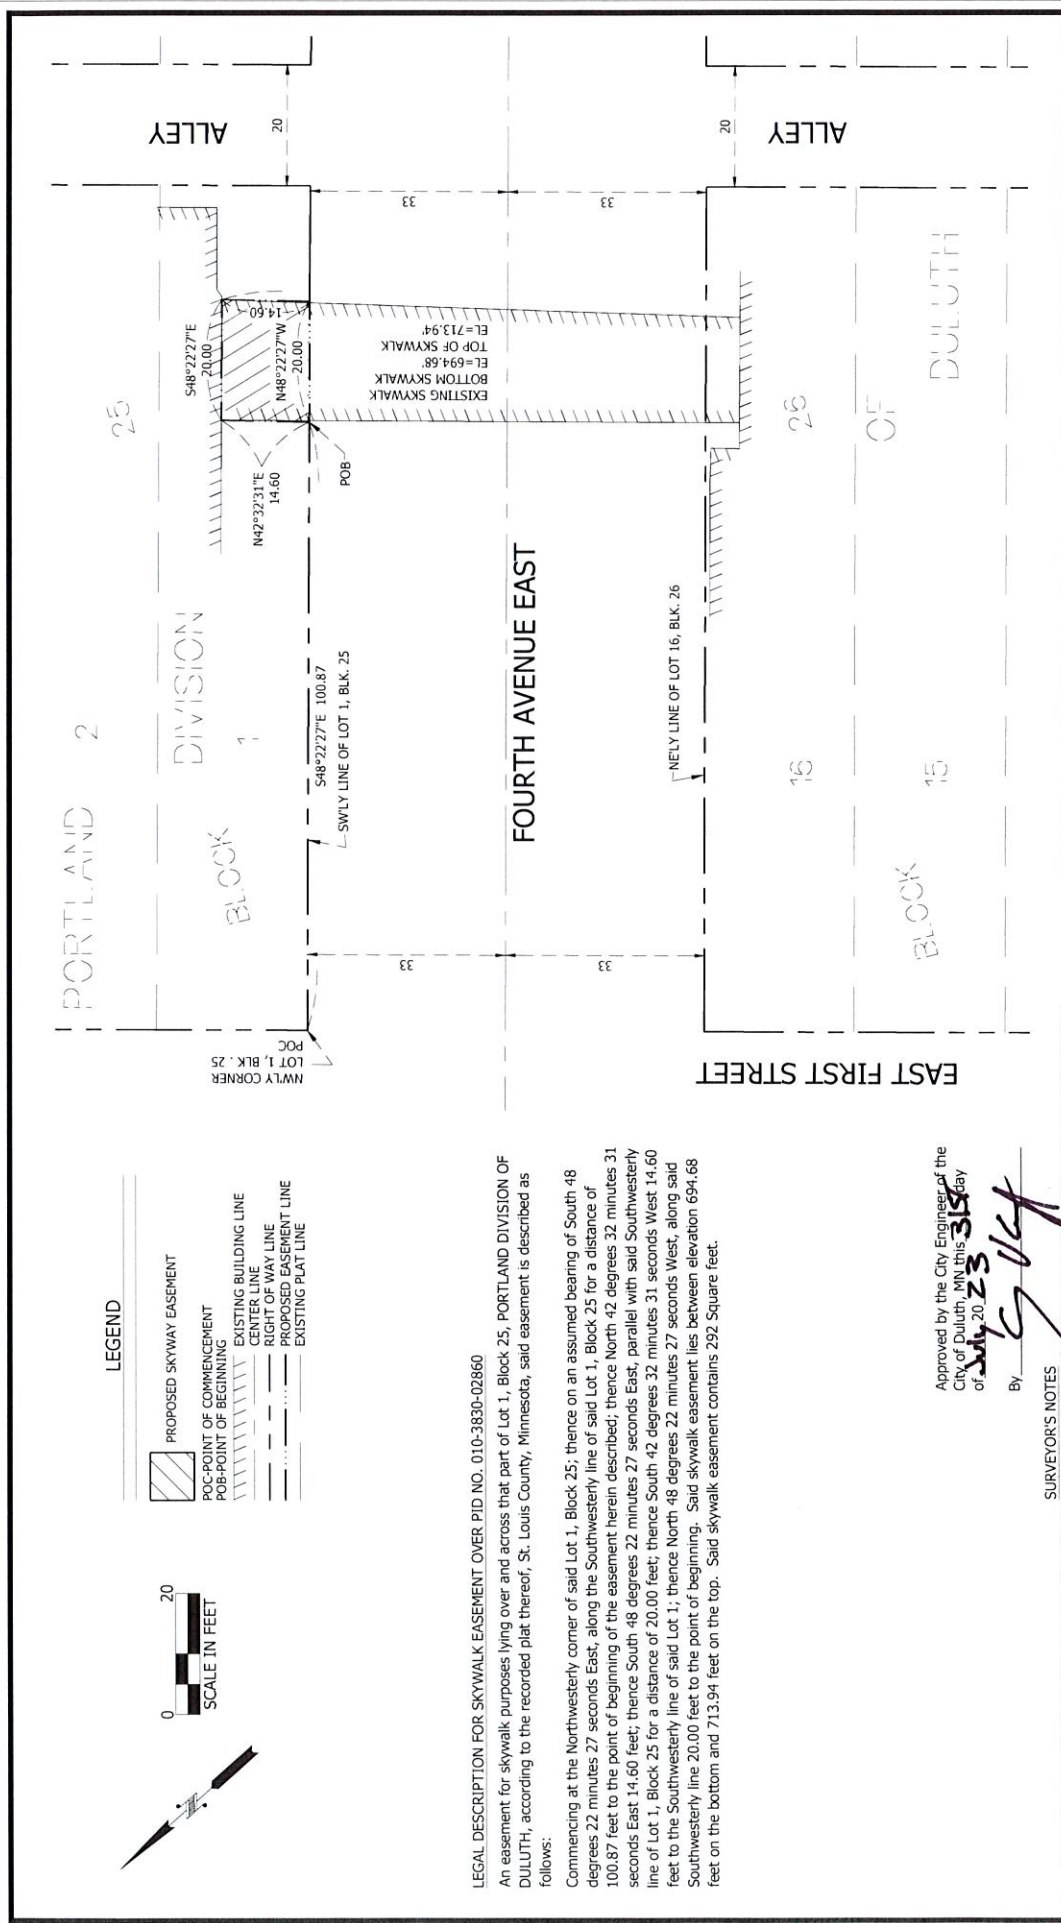 LEGEND
PROPOSED SKYWAY EASEMENT
POC-POINT OF COMMENCEMENT
POB-POINT OF BEGINNING
EXISTING BUILDING LINE
CENTER LINE
RIGHT OF WAY LINE
PROPOSED EASEMENT LINE
EXISTING PLAT LINE
0 20
SCALE IN FEET
LEGAL DESCRIPTION FOR SKYWALK EASEMENT OVER PID NO. 010-3830-02860
An easement for skywalk purposes lying over and across that part of Lot 1, Block 25, PORTLAND DIVISION OF
DULUTH, according to the recorded plat thereof, St. Louis County, Minnesota, said easement is described as
follows:
Commencing at the Northwesterly corner of said Lot 1, Block 25; thence on an assumed bearing of South 48
degrees 22 minutes 27 seconds East, along the Southwesterly line of said Lot 1, Block 25 for a distance of
100.87 feet to the point of beginning of the easement herein described; thence North 42 degrees 32 minutes 31
seconds East 14.60 feet; thence South 48 degrees 22 minutes 27 seconds East, parallel with said Southwesterly
line of Lot 1, Block 25 for a distance of 20.00 feet; thence South 42 degrees 32 minutes 31 seconds West 14.60
feet to the Southwesterly line of said Lot 1; thence North 48 degrees 22 minutes 27 seconds West, along said
Southwesterly line 20.00 feet to the point of beginning. Said skywalk easement lies between elevation 694.68
feet on the bottom and 713.94 feet on the top. Said skywalk easement contains 292 Square feet.
Approved by the City Engineer of the
City of Duluth, MN this 31st day
of July 20 23
By
SURVEYOR'S NOTES
PORTLAND
2
25
DIVISION
BLOCK
1
ALLEY
20
S48°22'27"E
20.00
14.60
N48°22'27"W
20.00
N42°32'31"E
14.60
POB
S48°22'27"E 100.87
SW'LY LINE OF LOT 1, BLK. 25
NW'LY CORNER
LOT 1, BLK . 25
POC
33
33
33
33
EXISTING SKYWALK
BOTTOM SKYWALK
EL=694.68'
TOP OF SKYWALK
EL=713.94'
FOURTH AVENUE EAST
NE'LY LINE OF LOT 16, BLK. 26
20
ALLEY
EAST FIRST STREET
16
26
BLOCK
15
OF
DULUTH